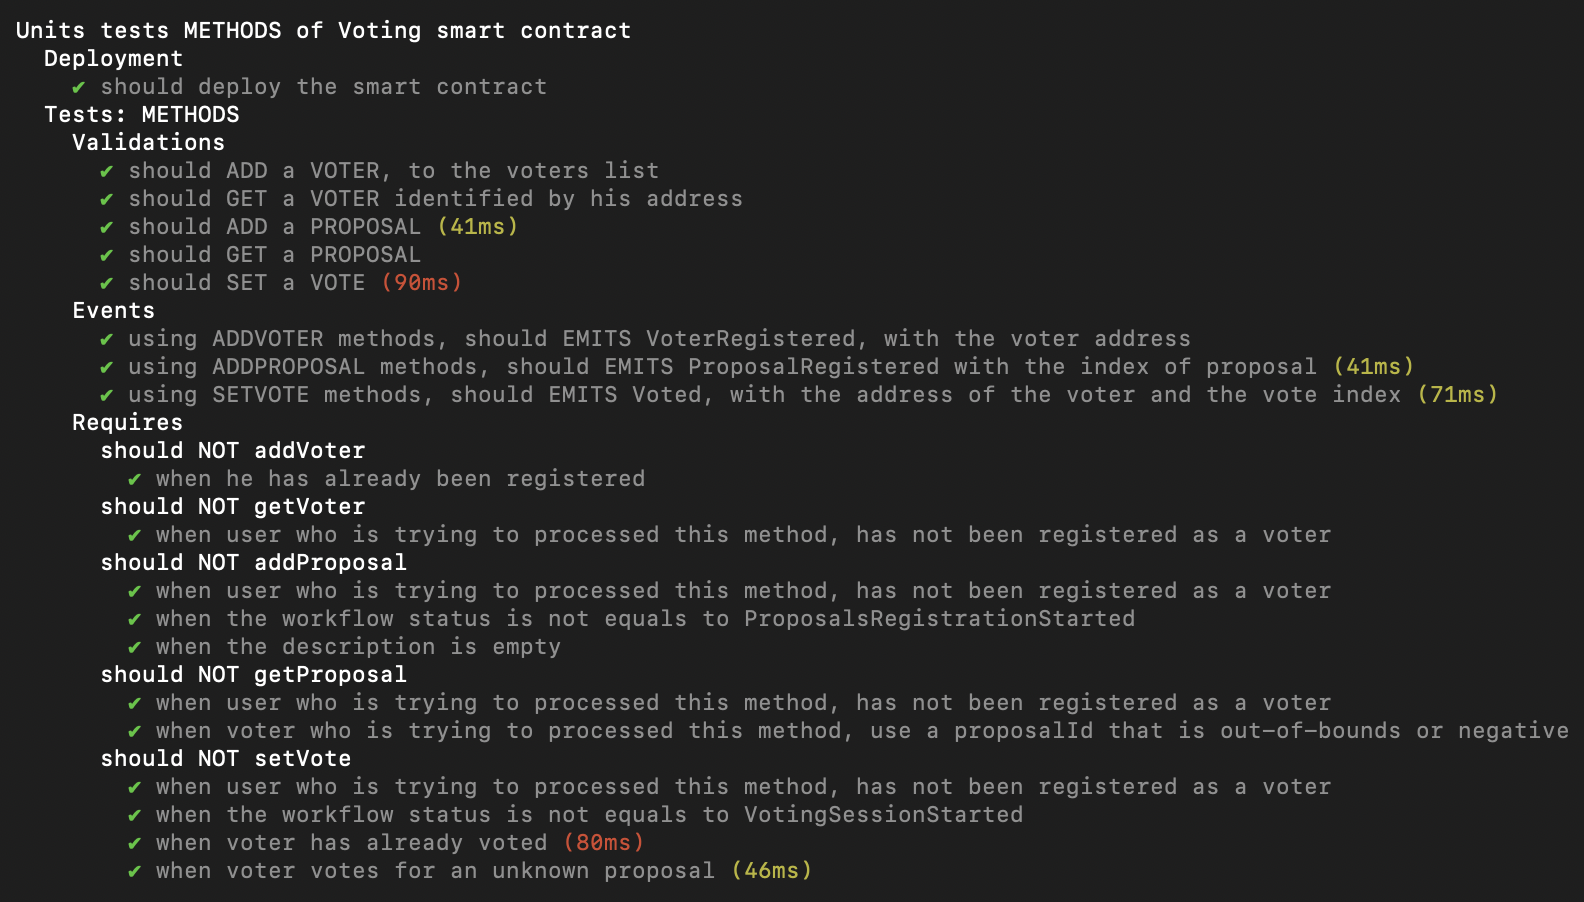 Units tests METHODS of Voting smart contract
Deployment
✔ should deploy the smart contract
Tests: METHODS
Validations
✔ should ADD a VOTER, to the voters list
✔ should GET a VOTER identified by his address
✔ should ADD a PROPOSAL (41ms)
✔ should GET a PROPOSAL
✔ should SET a VOTE (90ms)
Events
✔ using ADDVOTER methods, should EMITS VoterRegistered, with the voter address
✔ using ADDPROPOSAL methods, should EMITS ProposalRegistered with the index of proposal (41ms)
✔ using SETVOTE methods, should EMITS Voted, with the address of the voter and the vote index (71ms)
Requires
should NOT addVoter
✔ when he has already been registered
should NOT getVoter
✔ when user who is trying to processed this method, has not been registered as a voter
should NOT addProposal
✔ when user who is trying to processed this method, has not been registered as a voter
✔ when the workflow status is not equals to ProposalsRegistrationStarted
✔ when the description is empty
should NOT getProposal
✔ when user who is trying to processed this method, has not been registered as a voter
✔ when voter who is trying to processed this method, use a proposalId that is out-of-bounds or negative
should NOT setVote
✔ when user who is trying to processed this method, has not been registered as a voter
✔ when the workflow status is not equals to VotingSessionStarted
✔ when voter has already voted (80ms)
✔ when voter votes for an unknown proposal (46ms)